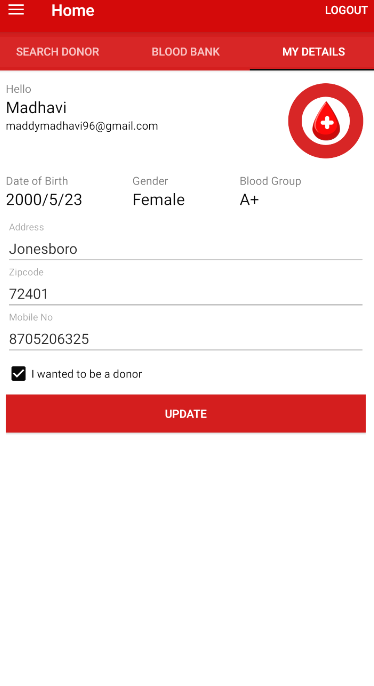 Home LOGOUT
SEARCH DONOR BLOOD BANK MY DETAILS
Hello
Madhavi
maddymadhavi96@gmail.com
Date of Birth Gender Blood Group
2000/5/23 Female A+
Address
Jonesboro
Zipcode
72401
Mobile No
8705206325
I wanted to be a donor
UPDATE